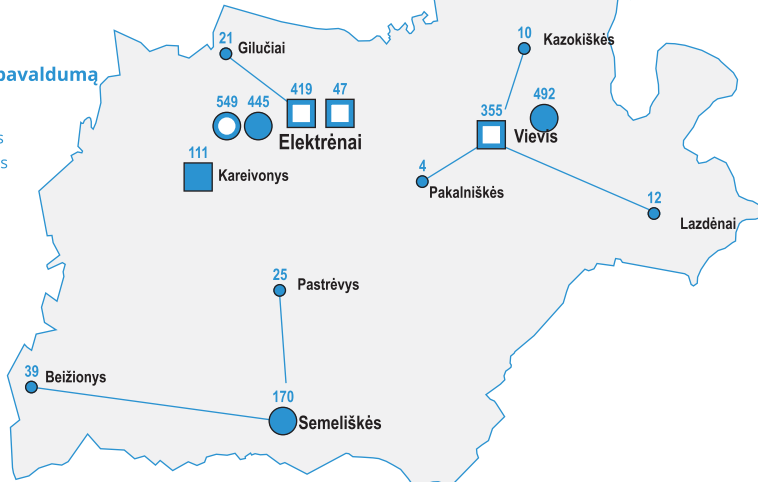 10
Kazokiškės
21
Gilučiai
pavaldumą
419
47
549
445
492
355
s
Elektrėnai
Vievis
111
s
Kareivonys
4
Pakalniškės
12
Lazdėnai
25
Pastrėvys
39
Beižionys
170
Semeliškės